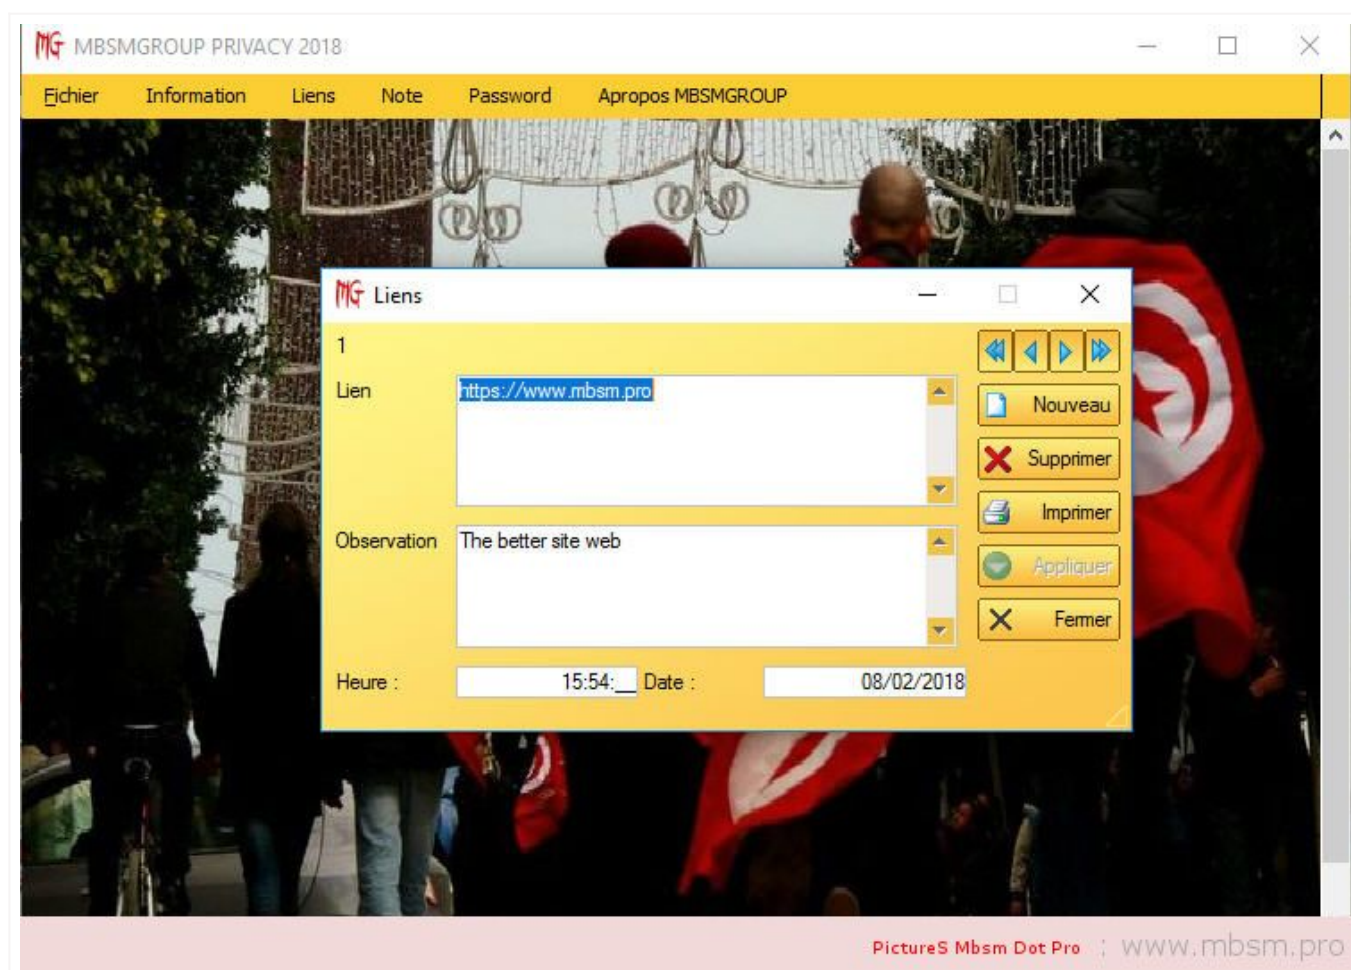 MG MBSMGROUP PRIVACY 2018
Fichier Information Liens Note Password Apropos MBSMGROUP
MG Liens
1
Lien https://www.mbsm.pro
Nouveau
Supprimer
Imprimer
Observation The better site web
Appliquer
Fermer
Heure : 15:54:__ Date : 08/02/2018
PictureS Mbsm Dot Pro : www.mbsm.pro